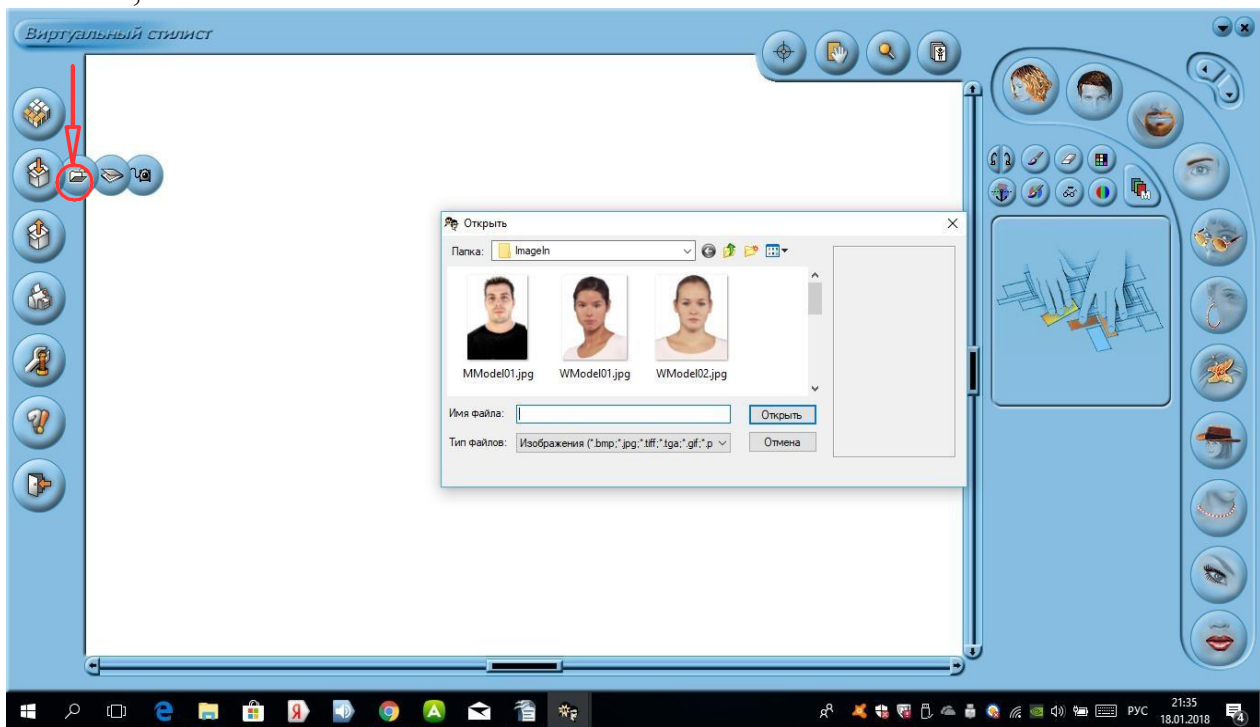 Виртуальный стилист
Открыть
Папка: ImageIn
MModel01.jpg WModel01.jpg WModel02.jpg
Имя файла: Открыть
Тип файлов: Изображения (*.bmp;*.jpg;*.tiff;*.tga;*.gif;*.p Отмена
M
РУС 21:35
18.01.2018